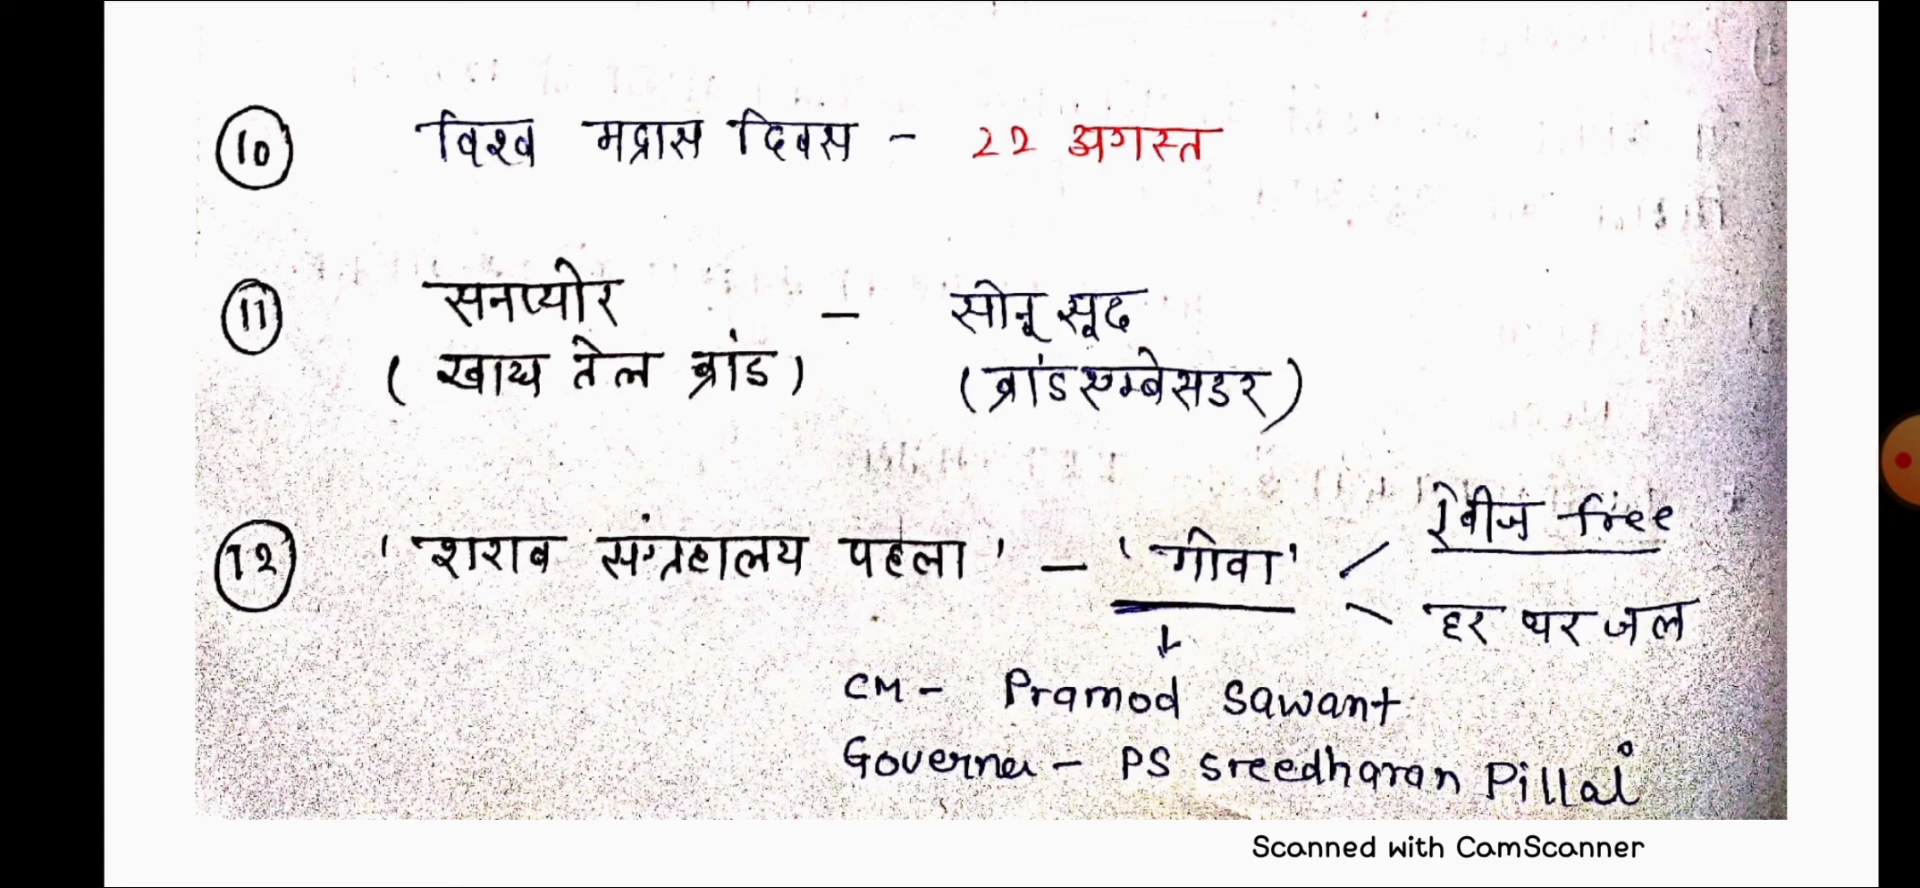 10 विश्व मद्रास दिवस - 22 अगस्त
11 सनप्योर - सोनू सूद
(खाद्य तेल ब्रांड) (ब्रांड एम्बेसडर)
रेबीज free
12 'शराब संग्रहालय पहला' - 'गोवा'
हर घर जल
CM - Pramod Sawant
Governer - PS Sreedharan Pillai
Scanned with CamScanner